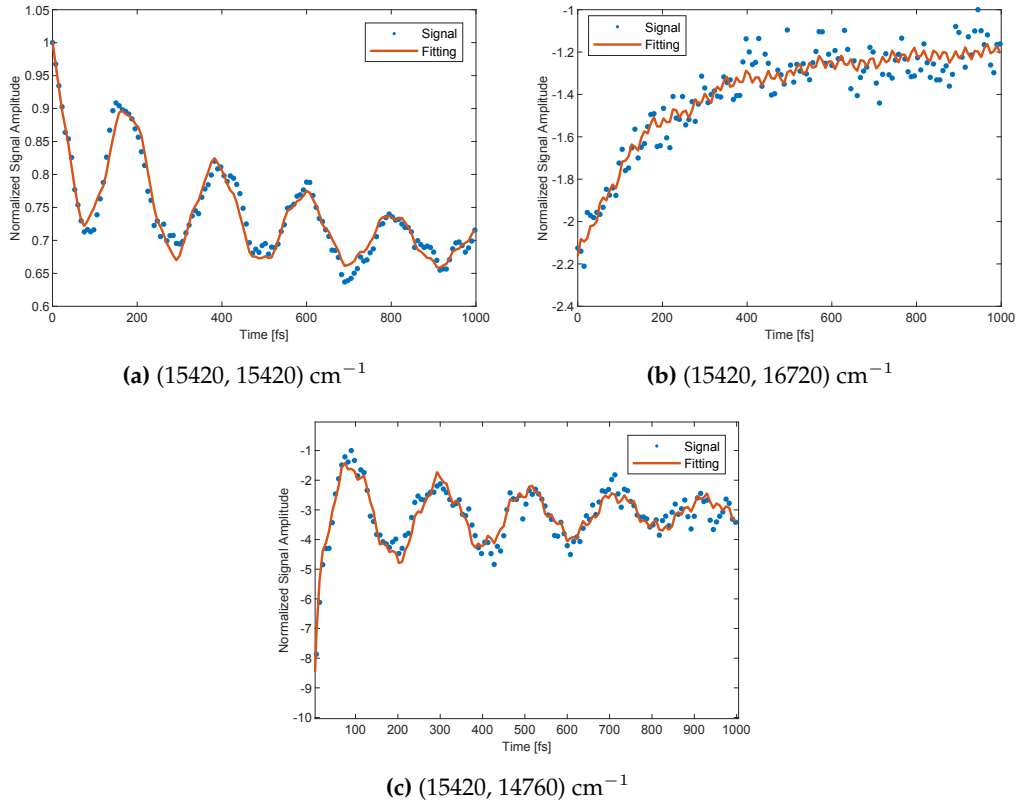 1.05
1
0.95
0.9
0.85
0.8
0.75
0.7
0.65
0.6
Normalized Signal Amplitude
Signal
Fitting
0 200 400 600 800 1000
Time [fs]
(a) (15420, 15420) cm⁻¹
-1
-1.2
-1.4
-1.6
-1.8
-2
-2.2
-2.4
Normalized Signal Amplitude
Signal
Fitting
0 200 400 600 800 1000
Time [fs]
(b) (15420, 16720) cm⁻¹
-1
-2
-3
-4
-5
-6
-7
-8
-9
-10
Normalized Signal Amplitude
Signal
Fitting
100 200 300 400 500 600 700 800 900 1000
Time [fs]
(c) (15420, 14760) cm⁻¹